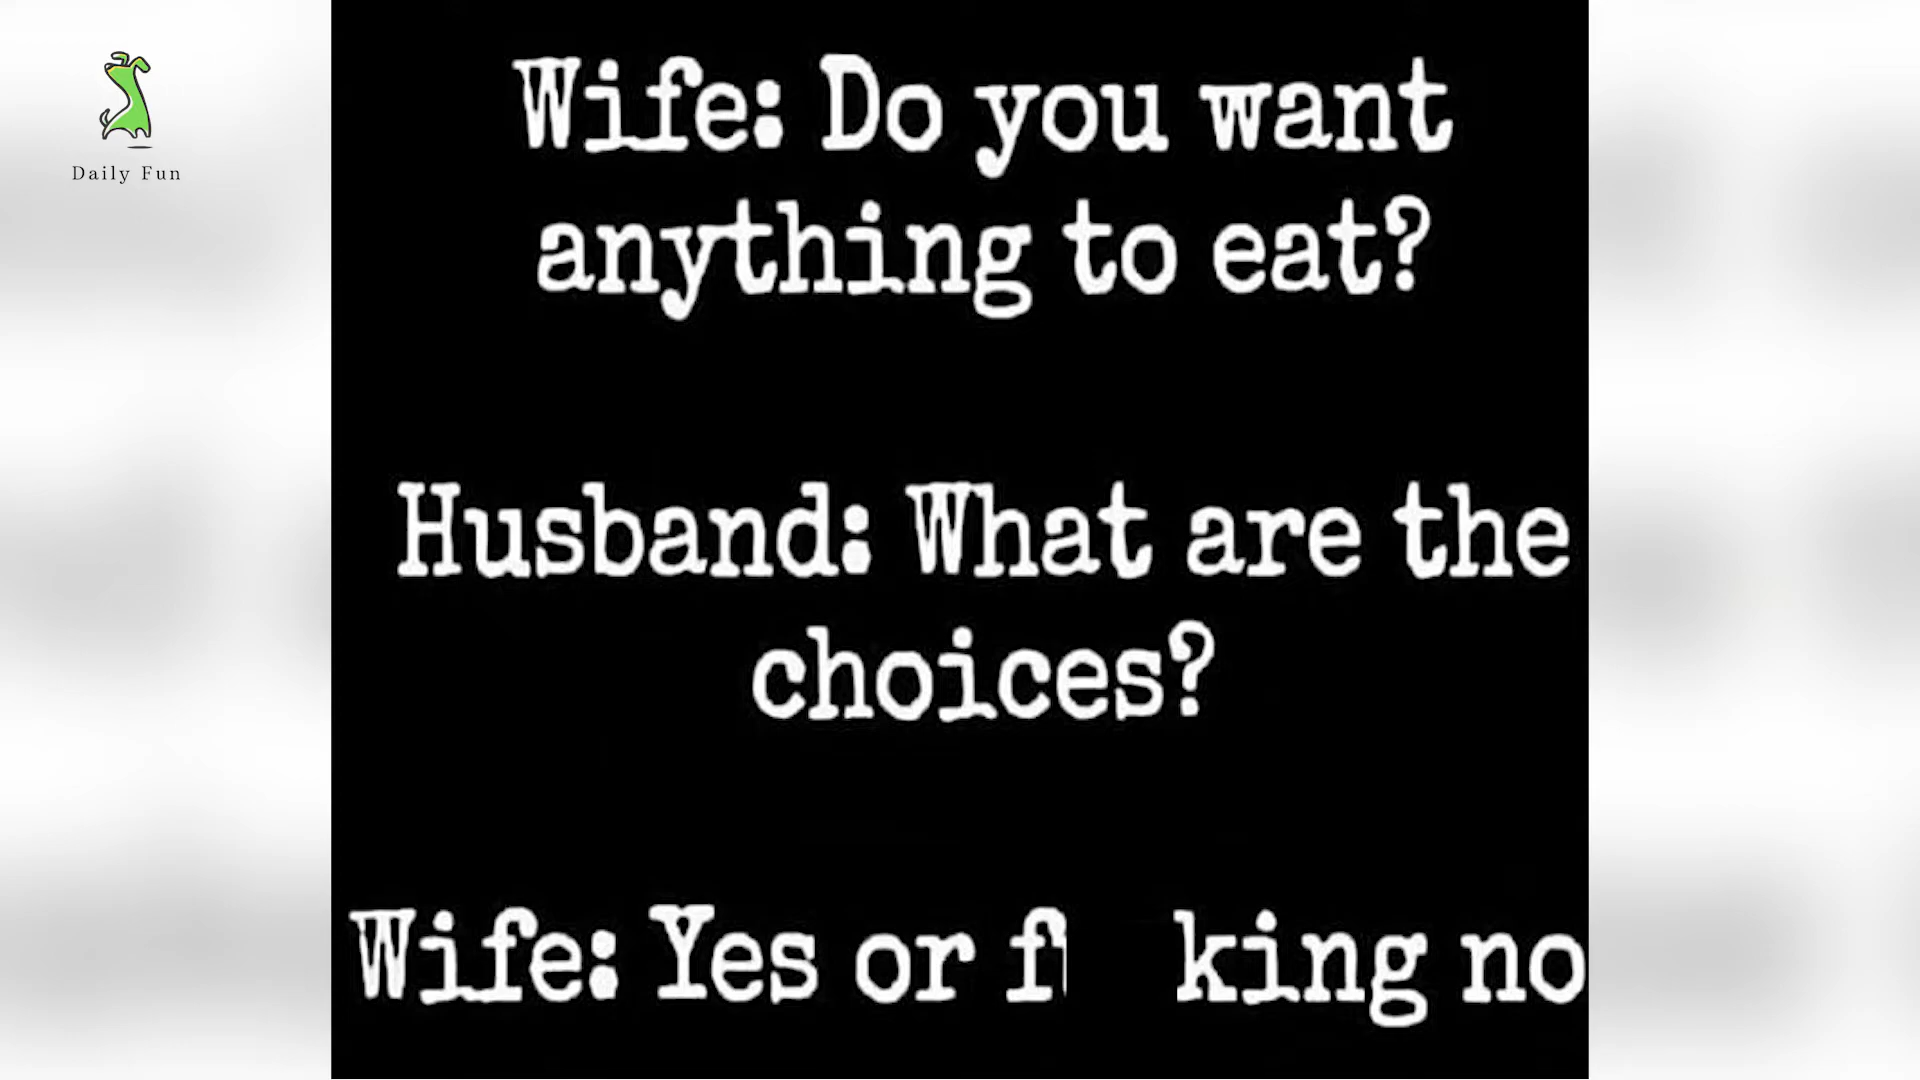 Daily Fun
Wife: Do you want
anything to eat?
Husband: What are the
choices?
Wife: Yes or f king no